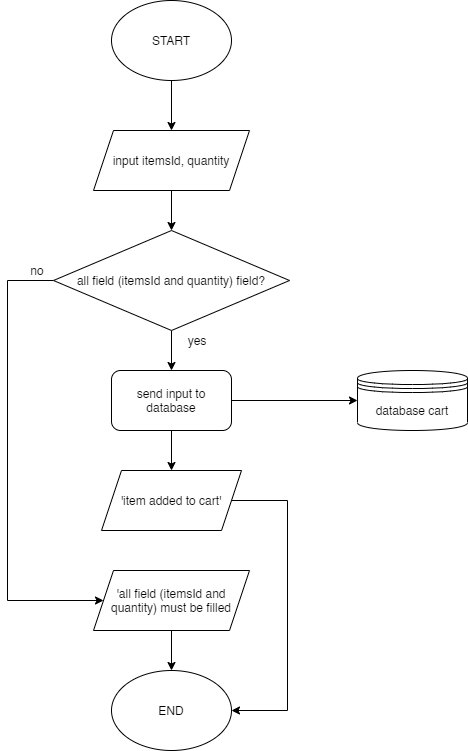 START
input itemsId, quantity
no
all field (itemsId and quantity) field?
yes
send input to
database
database cart
'item added to cart'
'all field (itemsId and
quantity) must be filled
END